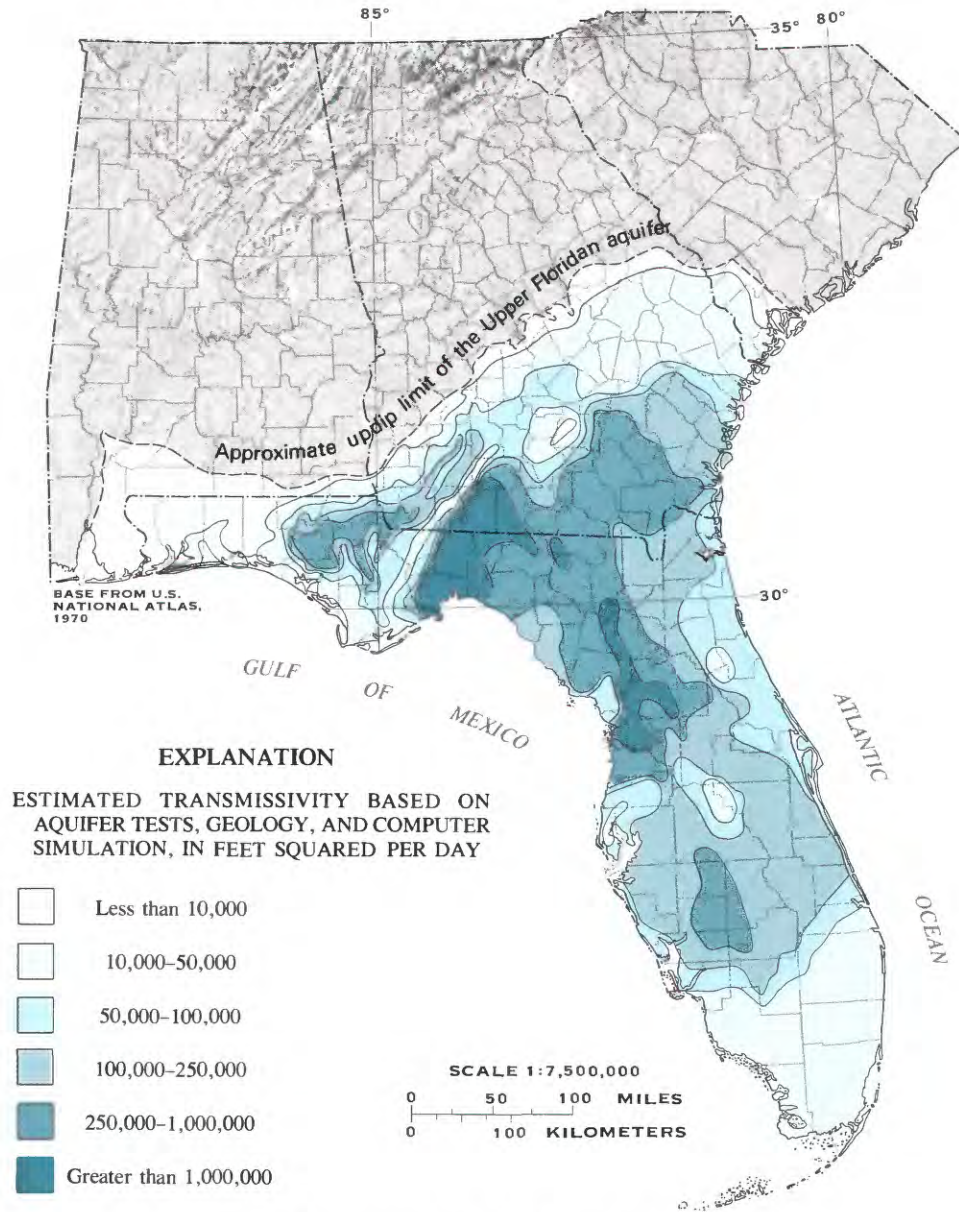 85°
35°
80°
Approximate updip limit of the Upper Floridan aquifer
BASE FROM U.S.
NATIONAL ATLAS,
1970
30°
GULF OF MEXICO
ATLANTIC OCEAN
EXPLANATION
ESTIMATED TRANSMISSIVITY BASED ON
AQUIFER TESTS, GEOLOGY, AND COMPUTER
SIMULATION, IN FEET SQUARED PER DAY
Less than 10,000
10,000–50,000
50,000–100,000
100,000–250,000
250,000–1,000,000
Greater than 1,000,000
SCALE 1:7,500,000
0 50 100 MILES
0 100 KILOMETERS